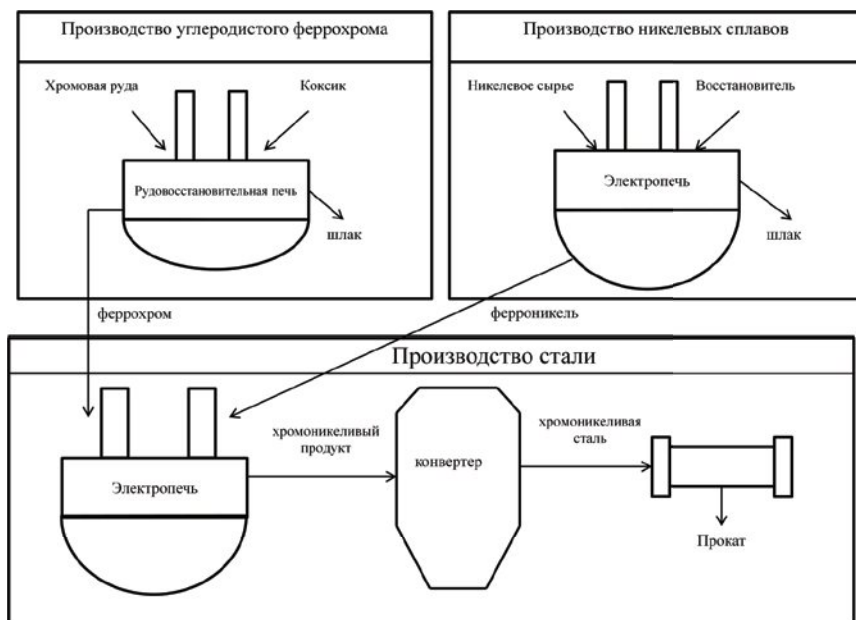 Производство углеродистого феррохрома
Хромовая руда
Коксик
Рудовосстановительная печь
шлак
Производство никелевых сплавов
Никелевое сырье
Восстановитель
Электропечь
шлак
феррохром
ферроникель
Производство стали
Электропечь
хромоникеливый
продукт
конвертер
хромоникеливая
сталь
Прокат